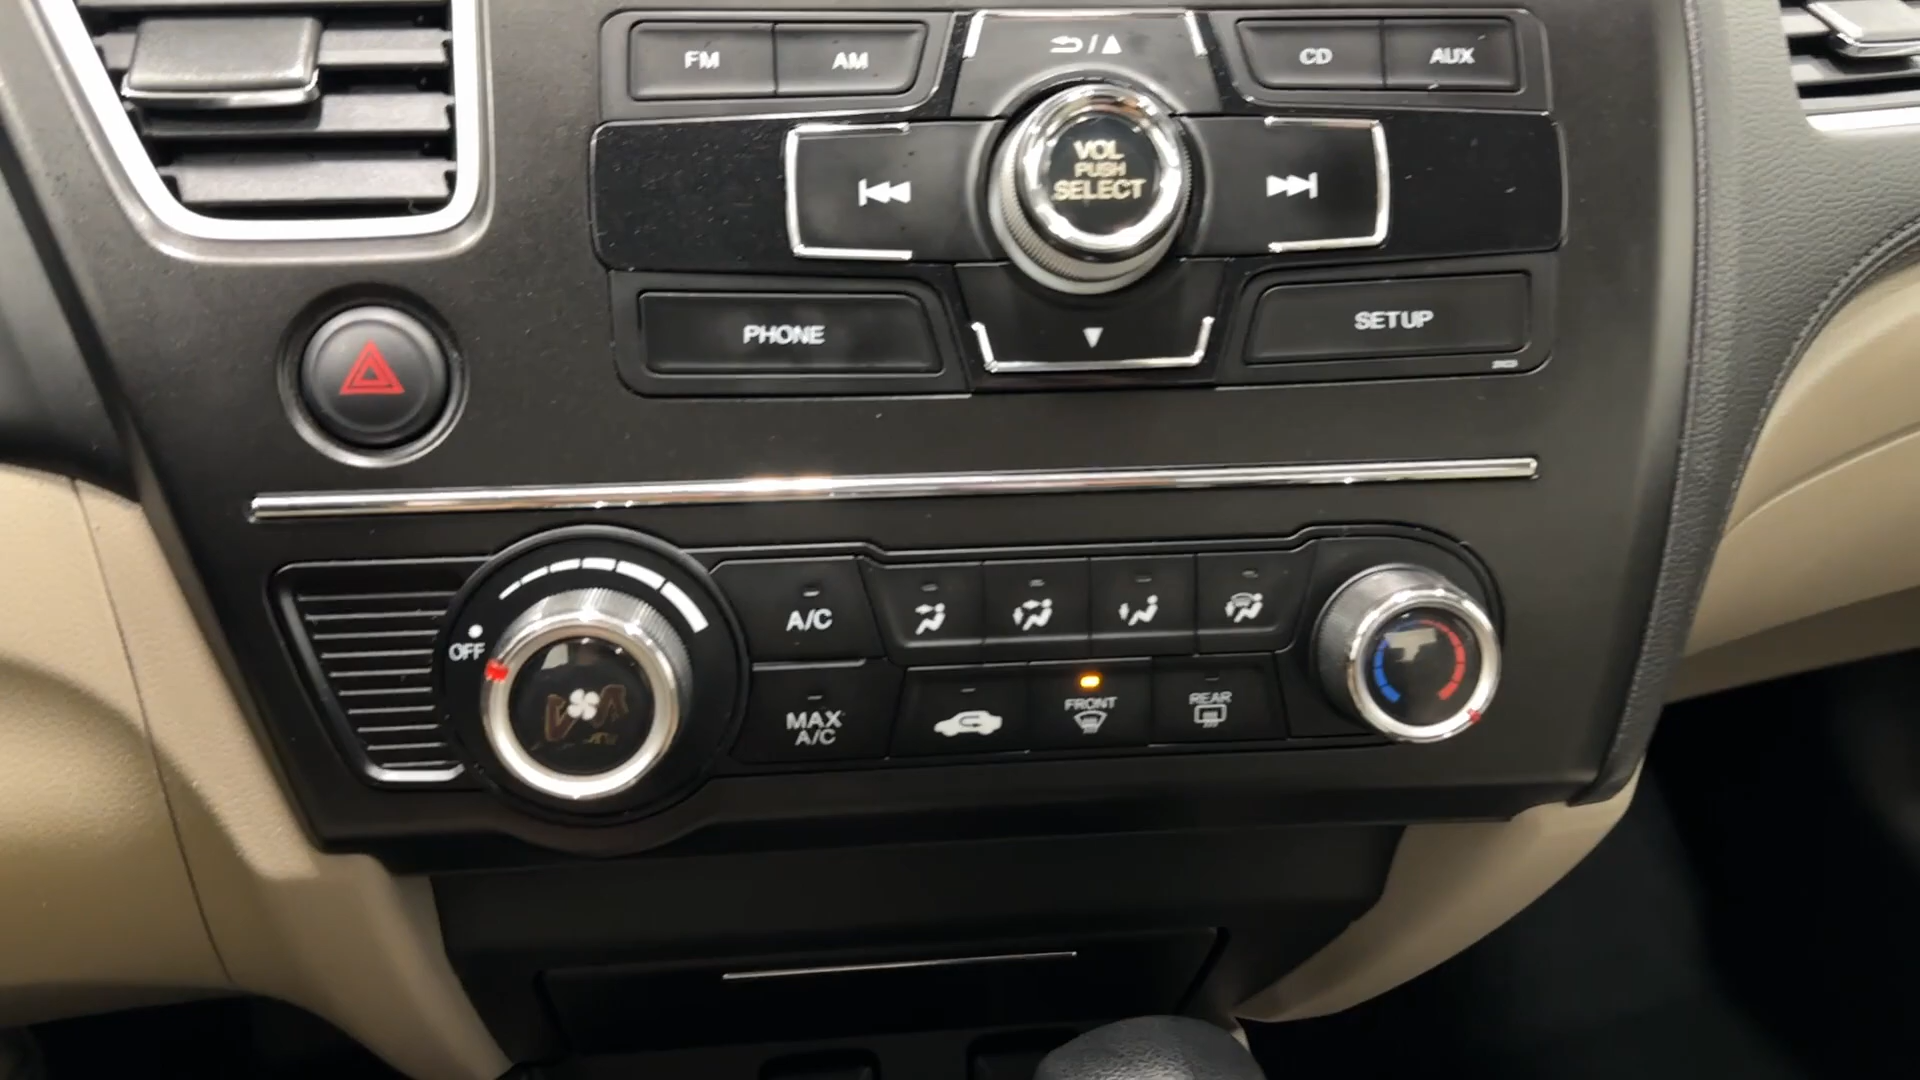 FM
AM
CD
AUX
VOL
PUSH
SELECT
PHONE
SETUP
OFF
A/C
MAX
A/C
FRONT
REAR